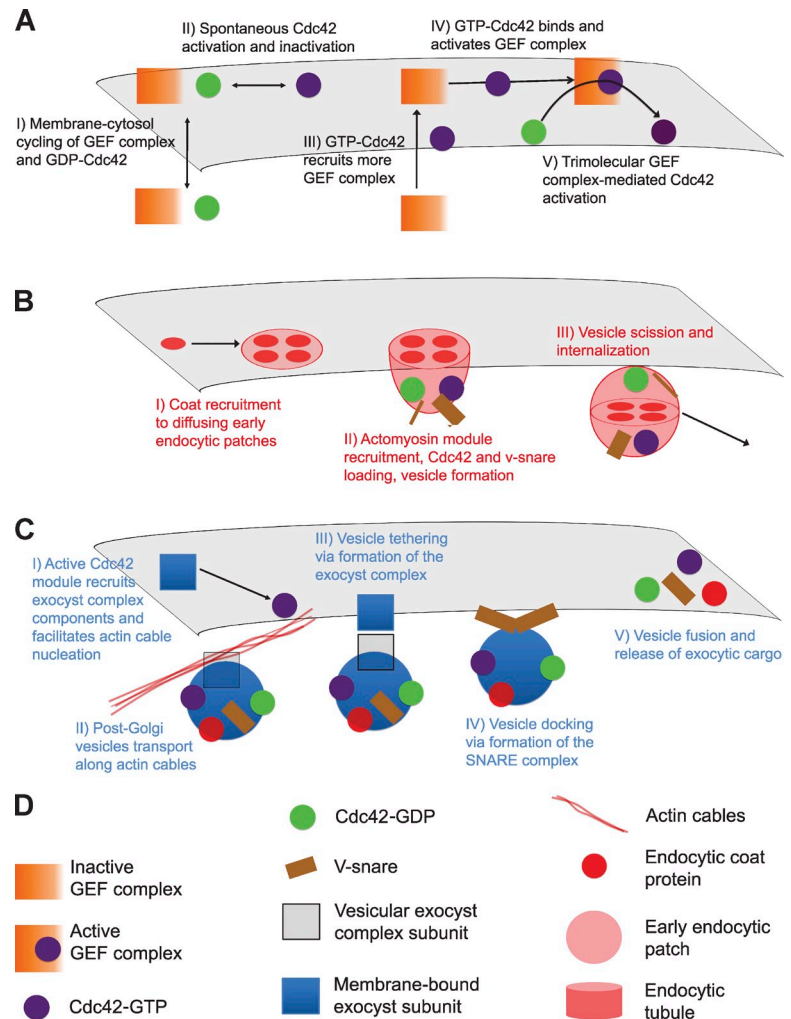 A
II) Spontaneous Cdc42
activation and inactivation
IV) GTP-Cdc42 binds and
activates GEF complex
I) Membrane-cytosol
cycling of GEF complex
and GDP-Cdc42
III) GTP-Cdc42
recruits more
GEF complex
V) Trimolecular GEF
complex-mediated Cdc42
activation
B
I) Coat recruitment
to diffusing early
endocytic patches
II) Actomyosin module
recruitment, Cdc42 and v-snare
loading, vesicle formation
III) Vesicle scission and
internalization
C
I) Active Cdc42
module recruits
exocyst complex
components and
facilitates actin cable
nucleation
II) Post-Golgi
vesicles transport
along actin cables
III) Vesicle tethering
via formation of the
exocyst complex
IV) Vesicle docking
via formation of the
SNARE complex
V) Vesicle fusion and
release of exocytic cargo
D
Inactive
GEF complex
Active
GEF complex
Cdc42-GTP
Cdc42-GDP
V-snare
Vesicular exocyst
complex subunit
Membrane-bound
exocyst subunit
Actin cables
Endocytic coat
protein
Early endocytic
patch
Endocytic
tubule